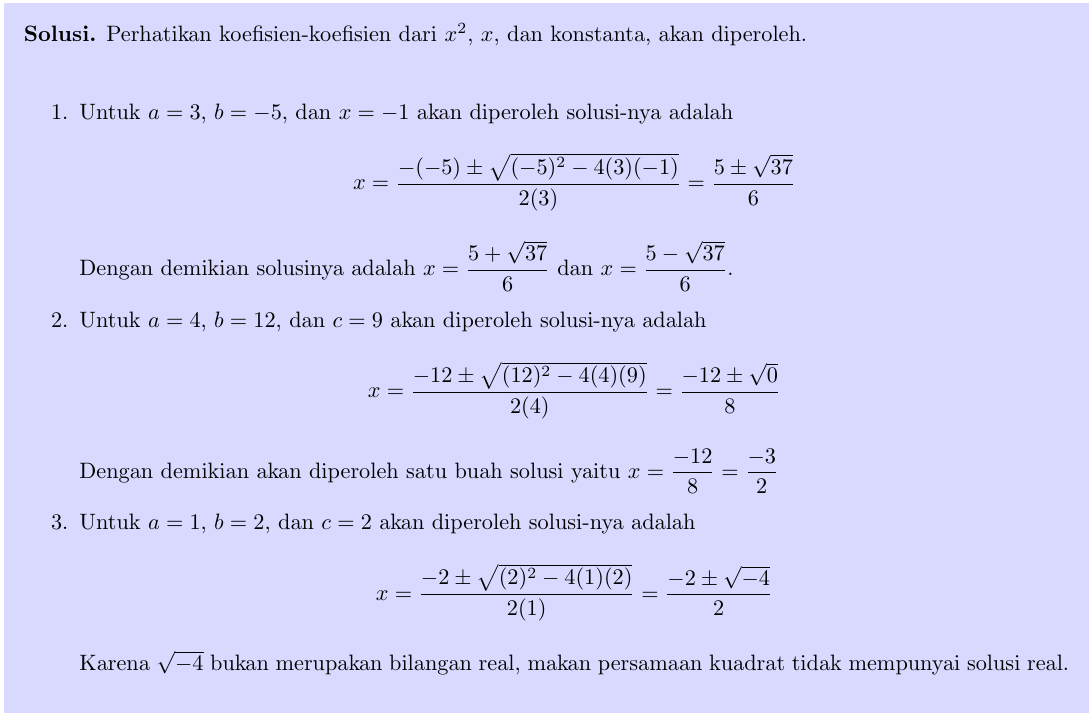 Solusi. Perhatikan koefisien-koefisien dari x², x, dan konstanta, akan diperoleh.
1. Untuk a = 3, b = −5, dan x = −1 akan diperoleh solusi-nya adalah
x = \frac{-(-5) \pm \sqrt{(-5)^2 - 4(3)(-1)}}{2(3)} = \frac{5 \pm \sqrt{37}}{6}
Dengan demikian solusinya adalah x = \frac{5 + \sqrt{37}}{6} dan x = \frac{5 - \sqrt{37}}{6}.
2. Untuk a = 4, b = 12, dan c = 9 akan diperoleh solusi-nya adalah
x = \frac{-12 \pm \sqrt{(12)^2 - 4(4)(9)}}{2(4)} = \frac{-12 \pm \sqrt{0}}{8}
Dengan demikian akan diperoleh satu buah solusi yaitu x = \frac{-12}{8} = \frac{-3}{2}
3. Untuk a = 1, b = 2, dan c = 2 akan diperoleh solusi-nya adalah
x = \frac{-2 \pm \sqrt{(2)^2 - 4(1)(2)}}{2(1)} = \frac{-2 \pm \sqrt{-4}}{2}
Karena \sqrt{-4} bukan merupakan bilangan real, makan persamaan kuadrat tidak mempunyai solusi real.